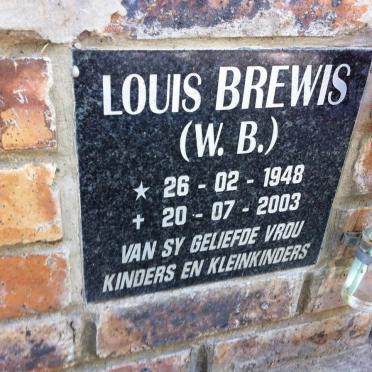 LOUIS BREWIS
(W. B.)
★ 26 - 02 - 1948
✝ 20 - 07 - 2003
VAN SY GELIEFDE VROU
KINDERS EN KLEINKINDERS